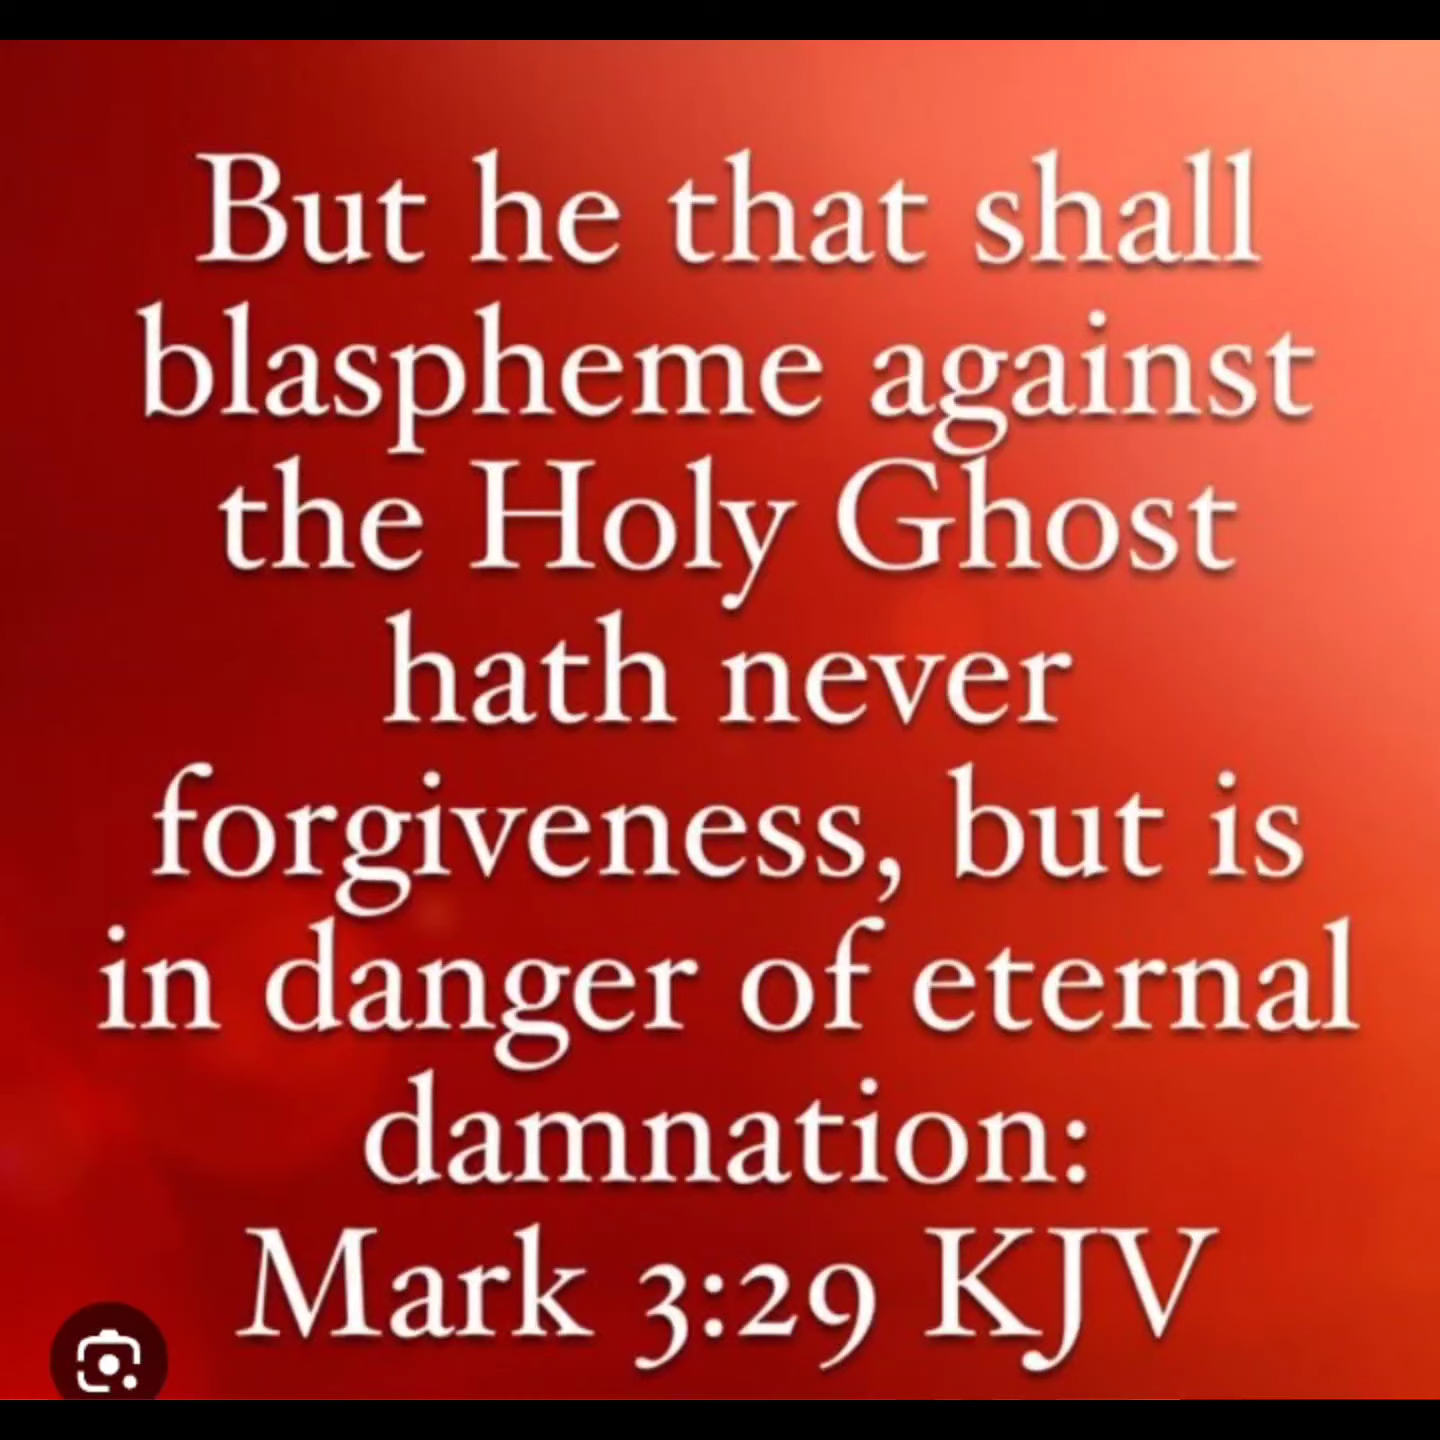 But he that shall
blaspheme against
the Holy Ghost
hath never
forgiveness, but is
in danger of eternal
damnation:
Mark 3:29 KJV